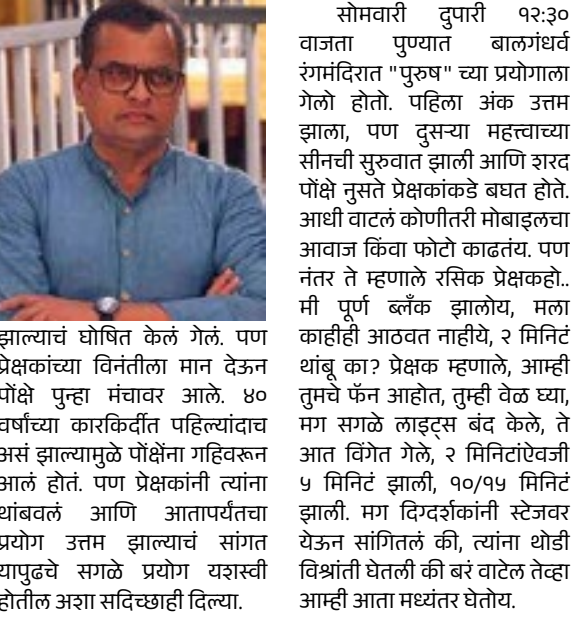 झाल्याचं घोषित केलं गेलं. पण
प्रेक्षकांच्या विनंतीला मान देऊन
पोंक्षे पुन्हा मंचावर आले. ४०
वर्षांच्या कारकिर्दीत पहिल्यांदाच
असं झाल्यामुळे पोंक्षेंना गहिवरून
आलं होतं. पण प्रेक्षकांनी त्यांना
थांबवलं आणि आतापर्यंतचा
प्रयोग उत्तम झाल्याचं सांगत
यापुढचे सगळे प्रयोग यशस्वी
होतील अशा सदिच्छाही दिल्या.
सोमवारी दुपारी १२:३०
वाजता पुण्यात बालगंधर्व
रंगमंदिरात "पुरुष" च्या प्रयोगाला
गेलो होतो. पहिला अंक उत्तम
झाला, पण दुसऱ्या महत्त्वाच्या
सीनची सुरुवात झाली आणि शरद
पोंक्षे नुसते प्रेक्षकांकडे बघत होते.
आधी वाटलं कोणीतरी मोबाइलचा
आवाज किंवा फोटो काढतंय. पण
नंतर ते म्हणाले रसिक प्रेक्षकहो..
मी पूर्ण ब्लँक झालोय, मला
काहीही आठवत नाहीये, २ मिनिटं
थांबू का? प्रेक्षक म्हणाले, आम्ही
तुमचे फॅन आहोत, तुम्ही वेळ घ्या,
मग सगळे लाइट्स बंद केले, ते
आत विंगेत गेले, २ मिनिटांऐवजी
५ मिनिटं झाली, १०/१५ मिनिटं
झाली. मग दिग्दर्शकांनी स्टेजवर
येऊन सांगितलं की, त्यांना थोडी
विश्रांती घेतली की बरं वाटेल तेव्हा
आम्ही आता मध्यंतर घेतोय.